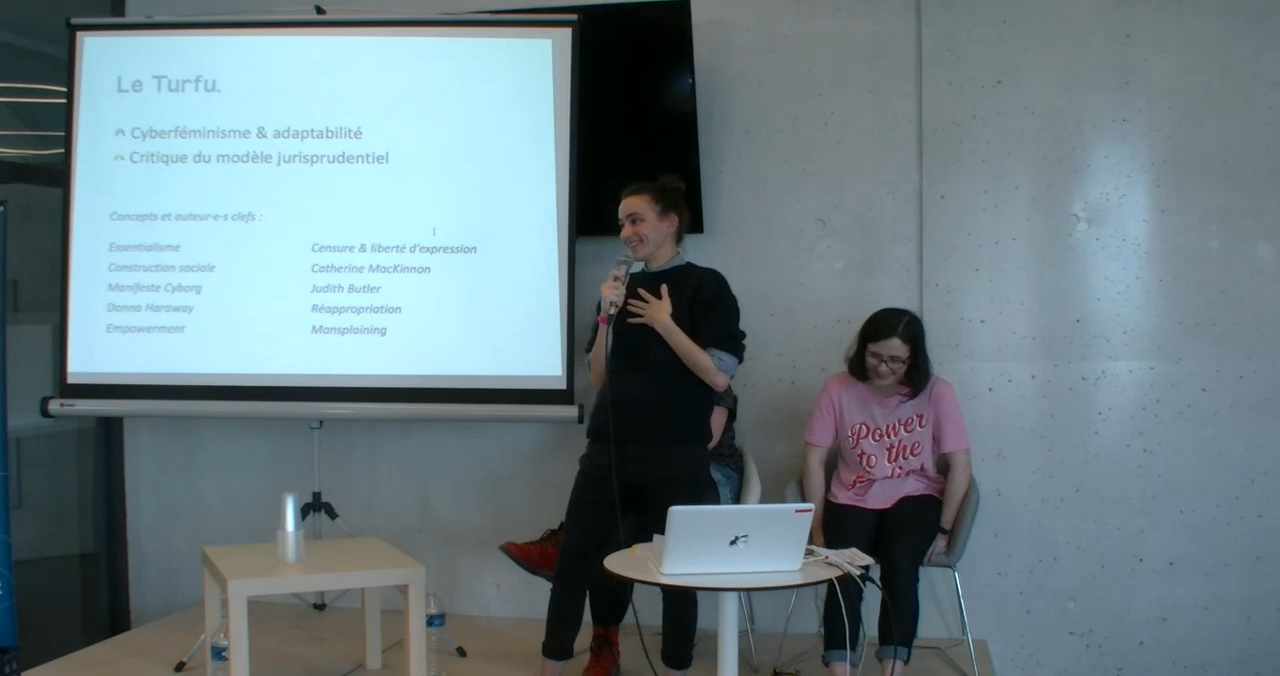 Le Turfu.
Cyberféminisme & adaptabilité
Critique du modèle jurisprudentiel
Concepts et auteur·e·s clefs :
Essentialisme
Construction sociale
Manifeste Cyborg
Donna Haraway
Empowerment
Censure & liberté d'expression
Catherine MacKinnon
Judith Butler
Réappropriation
Mansplaining
Power
to the